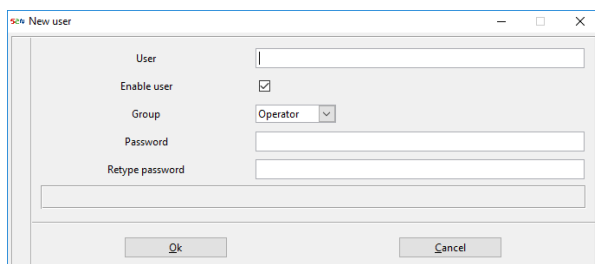 New user
User
Enable user
Group Operator
Password
Retype password
Ok Cancel